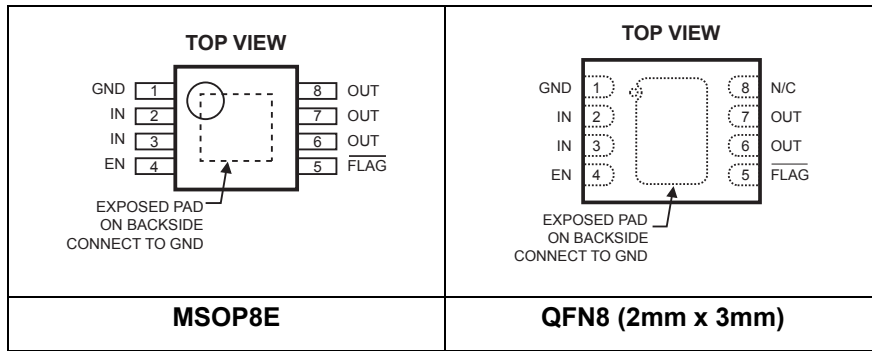 TOP VIEW
GND 1 8 OUT
IN 2 7 OUT
IN 3 6 OUT
EN 4 5 FLAG
EXPOSED PAD
ON BACKSIDE
CONNECT TO GND
MSOP8E
TOP VIEW
GND 1 8 N/C
IN 2 7 OUT
IN 3 6 OUT
EN 4 5 FLAG
EXPOSED PAD
ON BACKSIDE
CONNECT TO GND
QFN8 (2mm x 3mm)